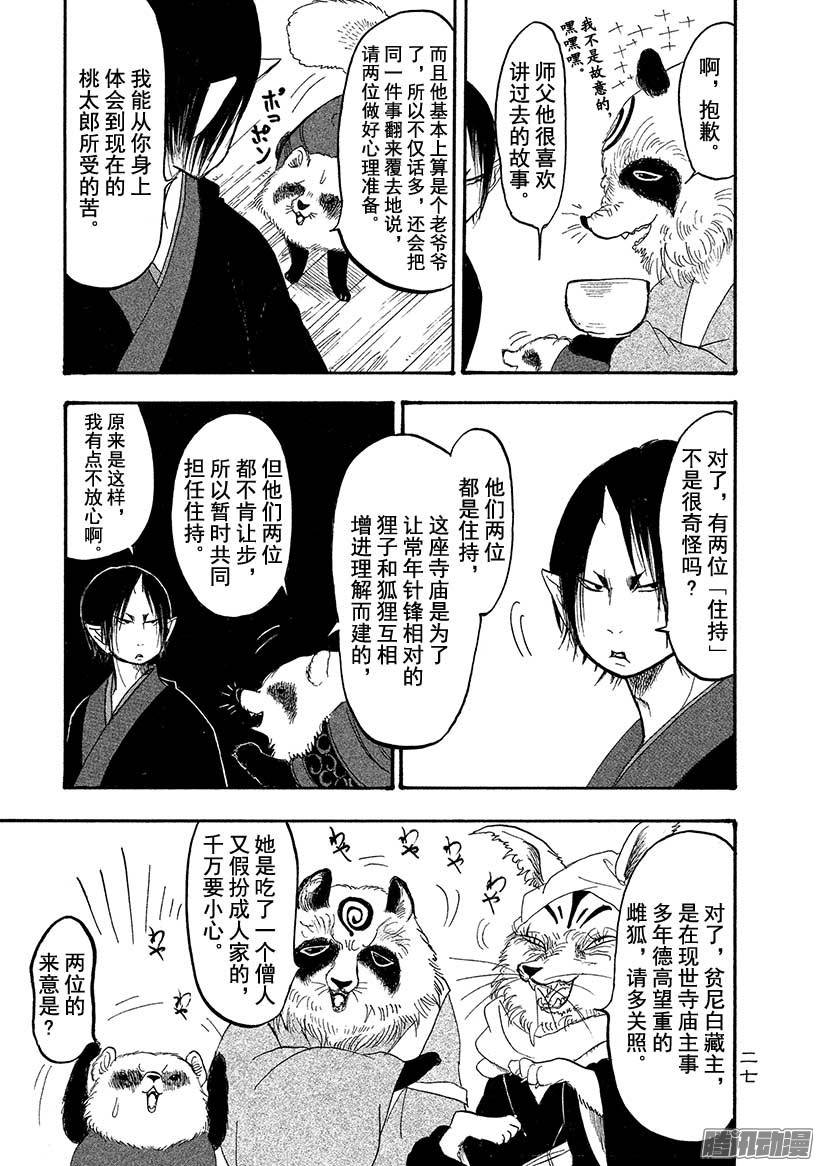 啊，抱歉。
我不是故意的，
嘿嘿嘿。
师父他很喜欢
讲过去的故事。
而且他基本上算是个老爷爷
了，所以不仅话多，还会把
同一件事翻来覆去地说，
请两位做好心理准备。
ポコ
ポン
我能从你身上
体会到现在的
桃太郎所受的苦。
对了，有两位「住持」
不是很奇怪吗？
他们两位
都是住持，
这座寺庙是为了
让常年针锋相对的
狸子和狐狸互相
增进理解而建的，
但他们两位
都不肯让步，
所以暂时共同
担任住持。
原来是这样，
我有点不放心啊。
对了，贫尼白藏主，
是在现世寺庙主事
多年德高望重的
雌狐，请多关照。
わや
わや
わや
わや
她是吃了一个僧人
又假扮成人家的，
千万要小心。
两位的
来意是？
二七
腾讯动漫